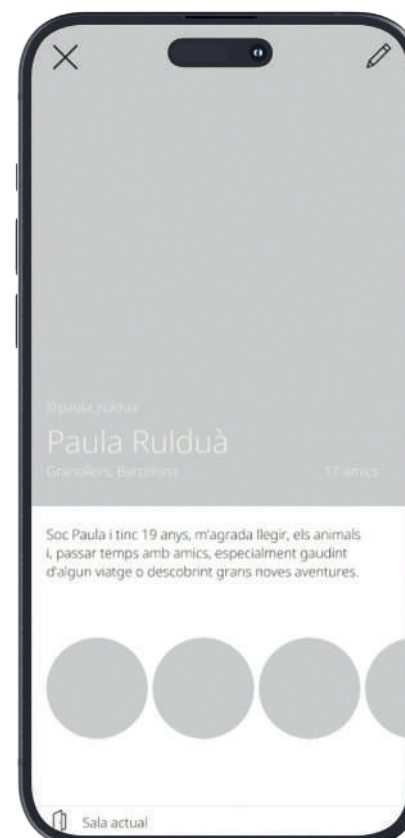 @paula_ruldua
Paula Rulduà
Granollers, Barcelona
17 amics
Soc Paula i tinc 19 anys, m'agrada llegir, els animals
i, passar temps amb amics, especialment gaudint
d'algun viatge o descobrint grans noves aventures.
Sala actual